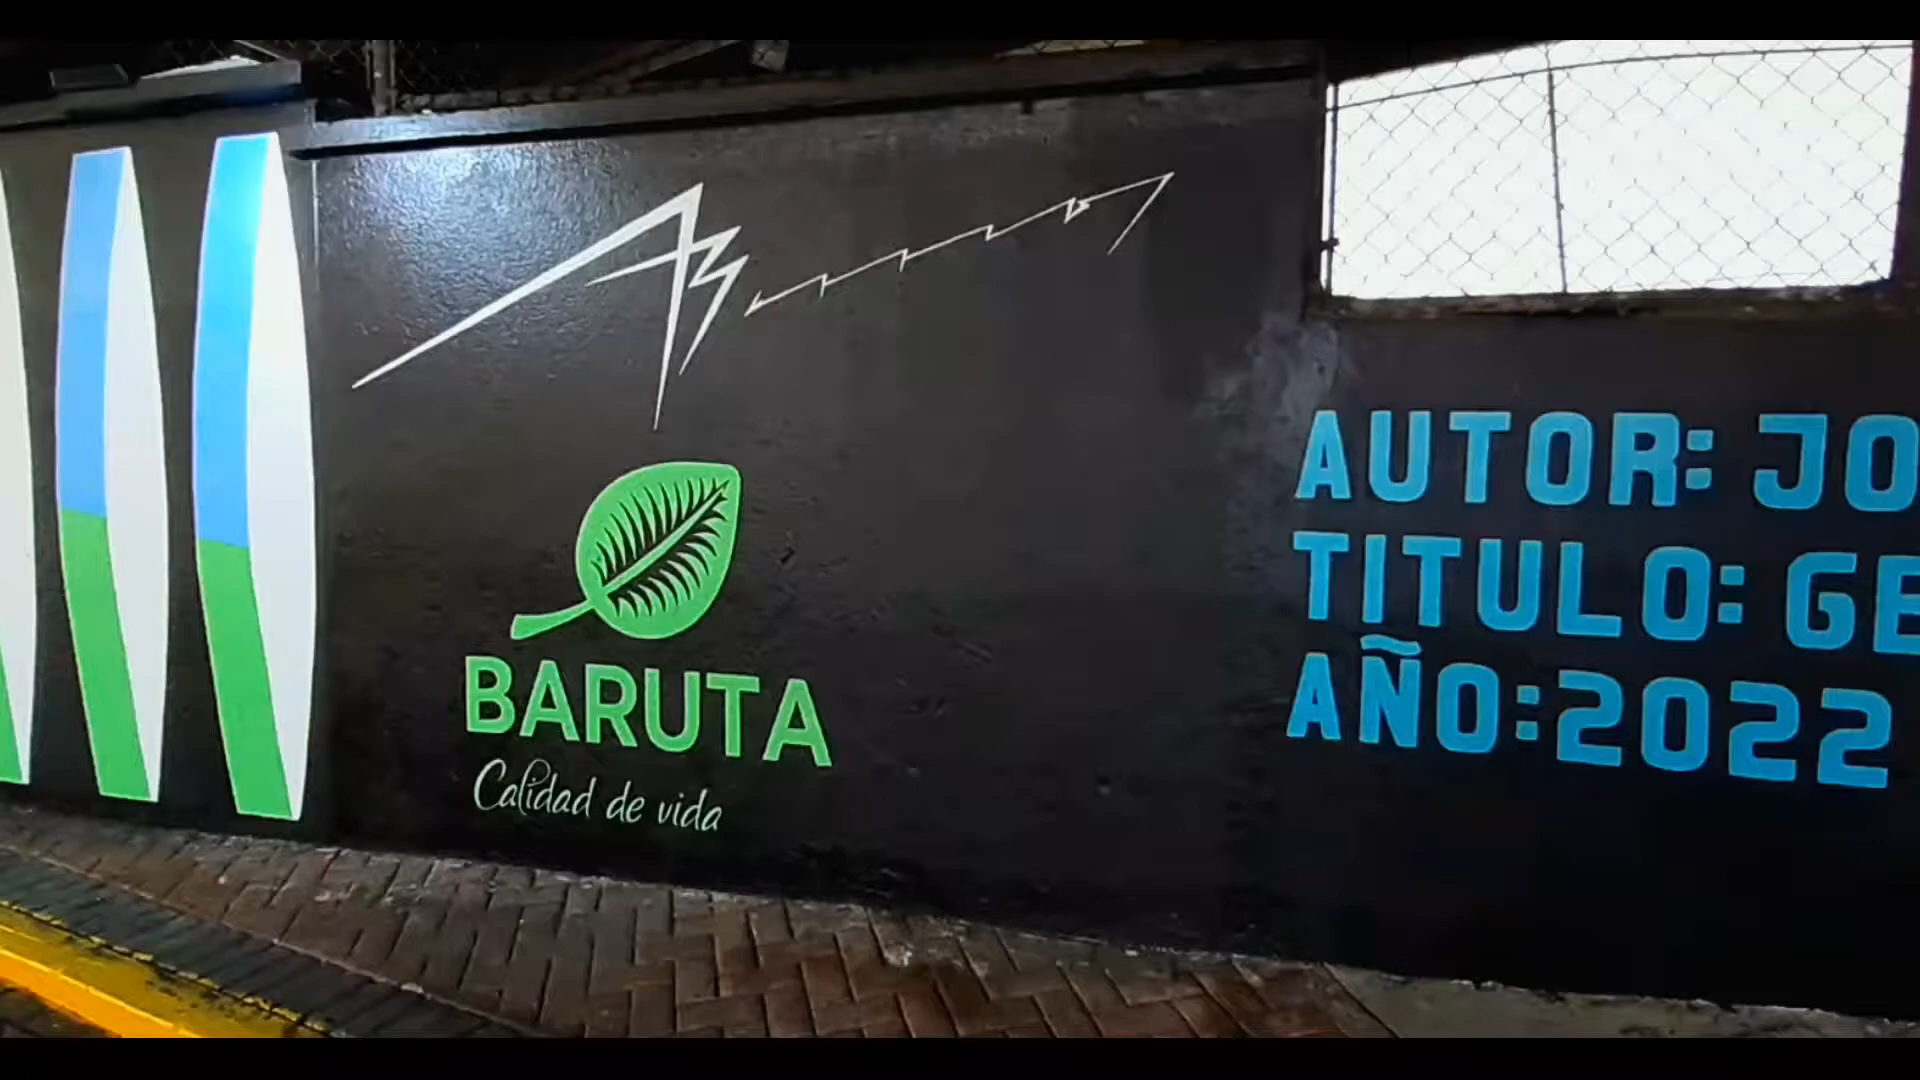 BARUTA
Calidad de vida
AUTOR: JO
TITULO: GE
AÑO:2022